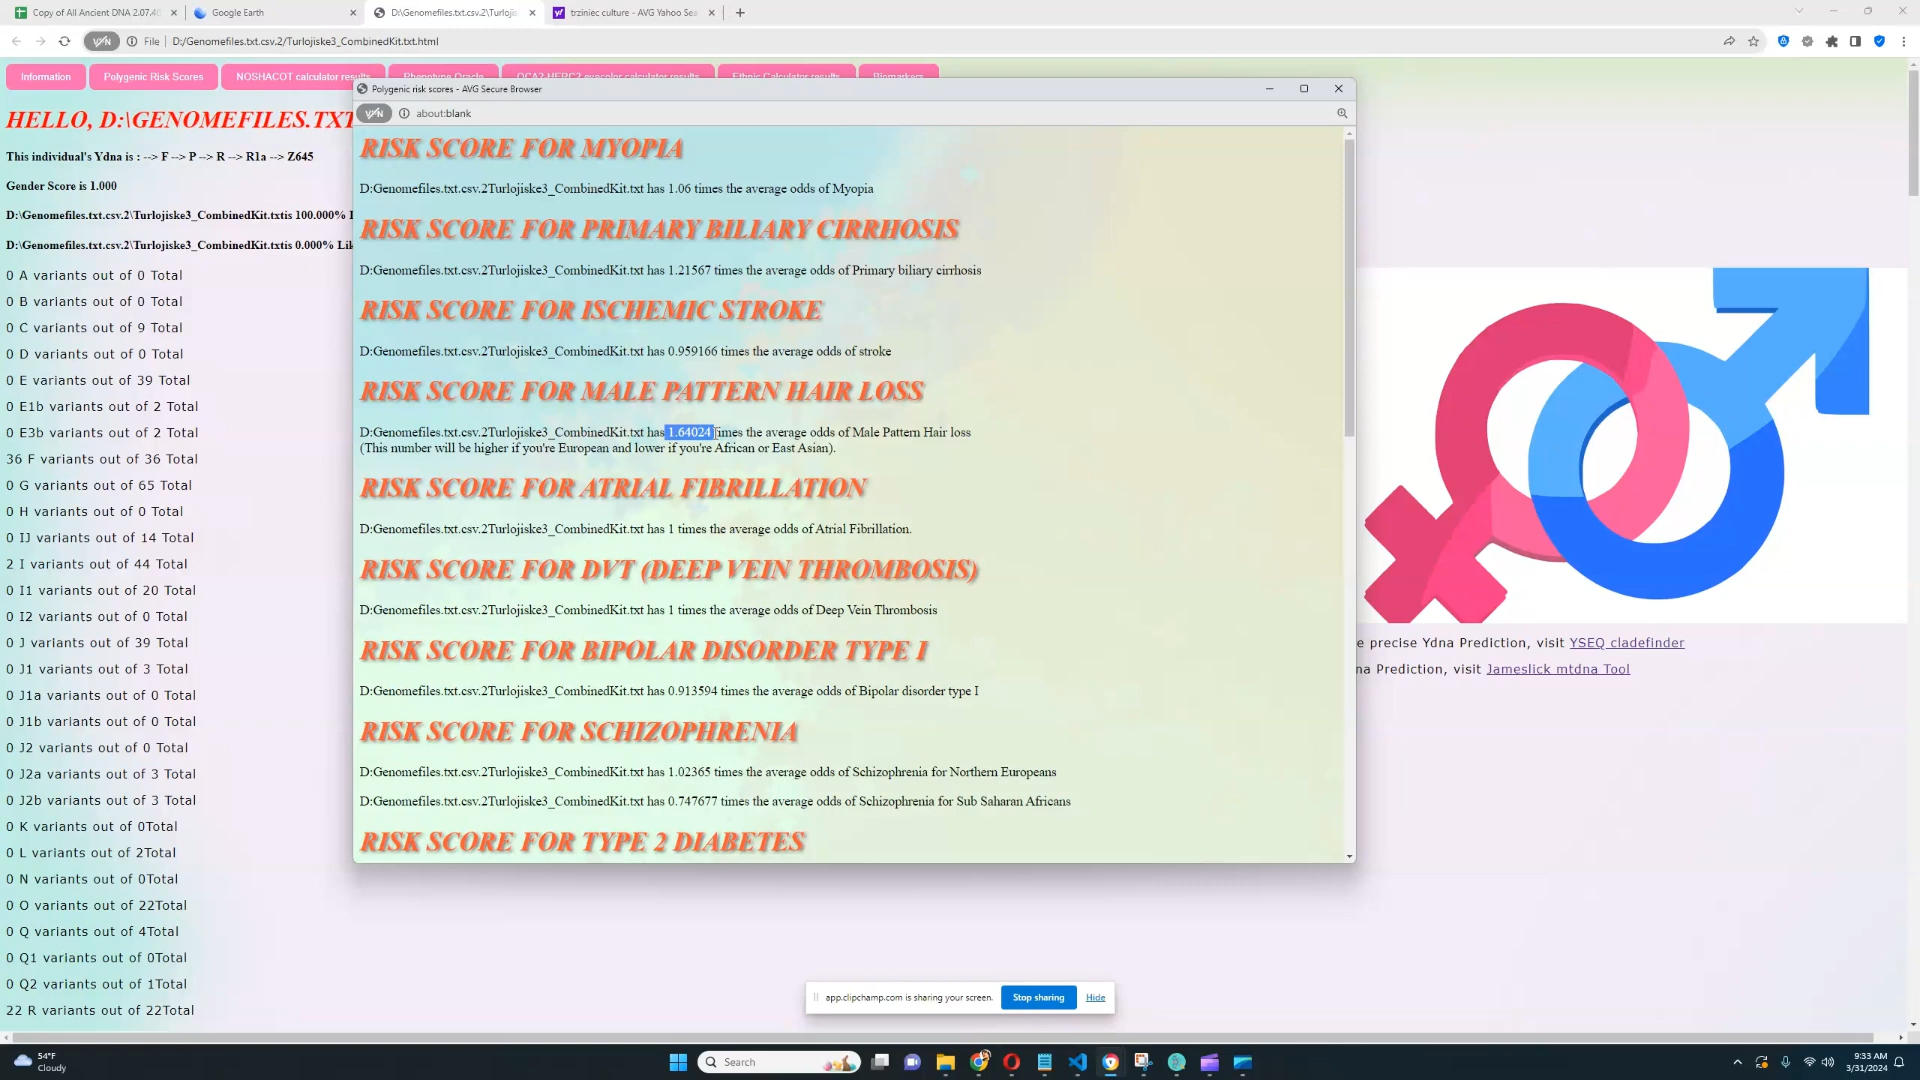 Copy of All Ancient DNA 2.07.40
Google Earth
D:\Genomefiles.txt.csv.2\Turlojis
trziniec culture - AVG Yahoo Sea
VPN
File
D:/Genomefiles.txt.csv.2/Turlojiske3_CombinedKit.txt.html
Information
Polygenic Risk Scores
NOSHACOT calculator results
Phenotype Oracle
OCA2-HERC2 eyecolor calculator results
Ethnic Calculator results
Biomarkers
HELLO, D:\GENOMEFILES.TXT
This individual's Ydna is : --> F --> P --> R --> R1a --> Z645
Gender Score is 1.000
D:\Genomefiles.txt.csv.2\Turlojiske3_CombinedKit.txtis 100.000%
D:\Genomefiles.txt.csv.2\Turlojiske3_CombinedKit.txtis 0.000% Lik
0 A variants out of 0 Total
0 B variants out of 0 Total
0 C variants out of 9 Total
0 D variants out of 0 Total
0 E variants out of 39 Total
0 E1b variants out of 2 Total
0 E3b variants out of 2 Total
36 F variants out of 36 Total
0 G variants out of 65 Total
0 H variants out of 0 Total
0 IJ variants out of 14 Total
2 I variants out of 44 Total
0 I1 variants out of 20 Total
0 I2 variants out of 0 Total
0 J variants out of 39 Total
0 J1 variants out of 3 Total
0 J1a variants out of 0 Total
0 J1b variants out of 0 Total
0 J2 variants out of 0 Total
0 J2a variants out of 3 Total
0 J2b variants out of 3 Total
0 K variants out of 0Total
0 L variants out of 2Total
0 N variants out of 0Total
0 O variants out of 22Total
0 Q variants out of 4Total
0 Q1 variants out of 0Total
0 Q2 variants out of 1Total
22 R variants out of 22Total
Polygenic risk scores - AVG Secure Browser
VPN
about:blank
RISK SCORE FOR MYOPIA
D:Genomefiles.txt.csv.2Turlojiske3_CombinedKit.txt has 1.06 times the average odds of Myopia
RISK SCORE FOR PRIMARY BILIARY CIRRHOSIS
D:Genomefiles.txt.csv.2Turlojiske3_CombinedKit.txt has 1.21567 times the average odds of Primary biliary cirrhosis
RISK SCORE FOR ISCHEMIC STROKE
D:Genomefiles.txt.csv.2Turlojiske3_CombinedKit.txt has 0.959166 times the average odds of stroke
RISK SCORE FOR MALE PATTERN HAIR LOSS
D:Genomefiles.txt.csv.2Turlojiske3_CombinedKit.txt has 1.64024 times the average odds of Male Pattern Hair loss
(This number will be higher if you're European and lower if you're African or East Asian).
RISK SCORE FOR ATRIAL FIBRILLATION
D:Genomefiles.txt.csv.2Turlojiske3_CombinedKit.txt has 1 times the average odds of Atrial Fibrillation.
RISK SCORE FOR DVT (DEEP VEIN THROMBOSIS)
D:Genomefiles.txt.csv.2Turlojiske3_CombinedKit.txt has 1 times the average odds of Deep Vein Thrombosis
RISK SCORE FOR BIPOLAR DISORDER TYPE I
D:Genomefiles.txt.csv.2Turlojiske3_CombinedKit.txt has 0.913594 times the average odds of Bipolar disorder type I
RISK SCORE FOR SCHIZOPHRENIA
D:Genomefiles.txt.csv.2Turlojiske3_CombinedKit.txt has 1.02365 times the average odds of Schizophrenia for Northern Europeans
D:Genomefiles.txt.csv.2Turlojiske3_CombinedKit.txt has 0.747677 times the average odds of Schizophrenia for Sub Saharan Africans
RISK SCORE FOR TYPE 2 DIABETES
e precise Ydna Prediction, visit YSEQ cladefinder
na Prediction, visit Jameslick mtdna Tool
app.clipchamp.com is sharing your screen.
Stop sharing
Hide
54°F
Cloudy
Search
9:33 AM
3/31/2024